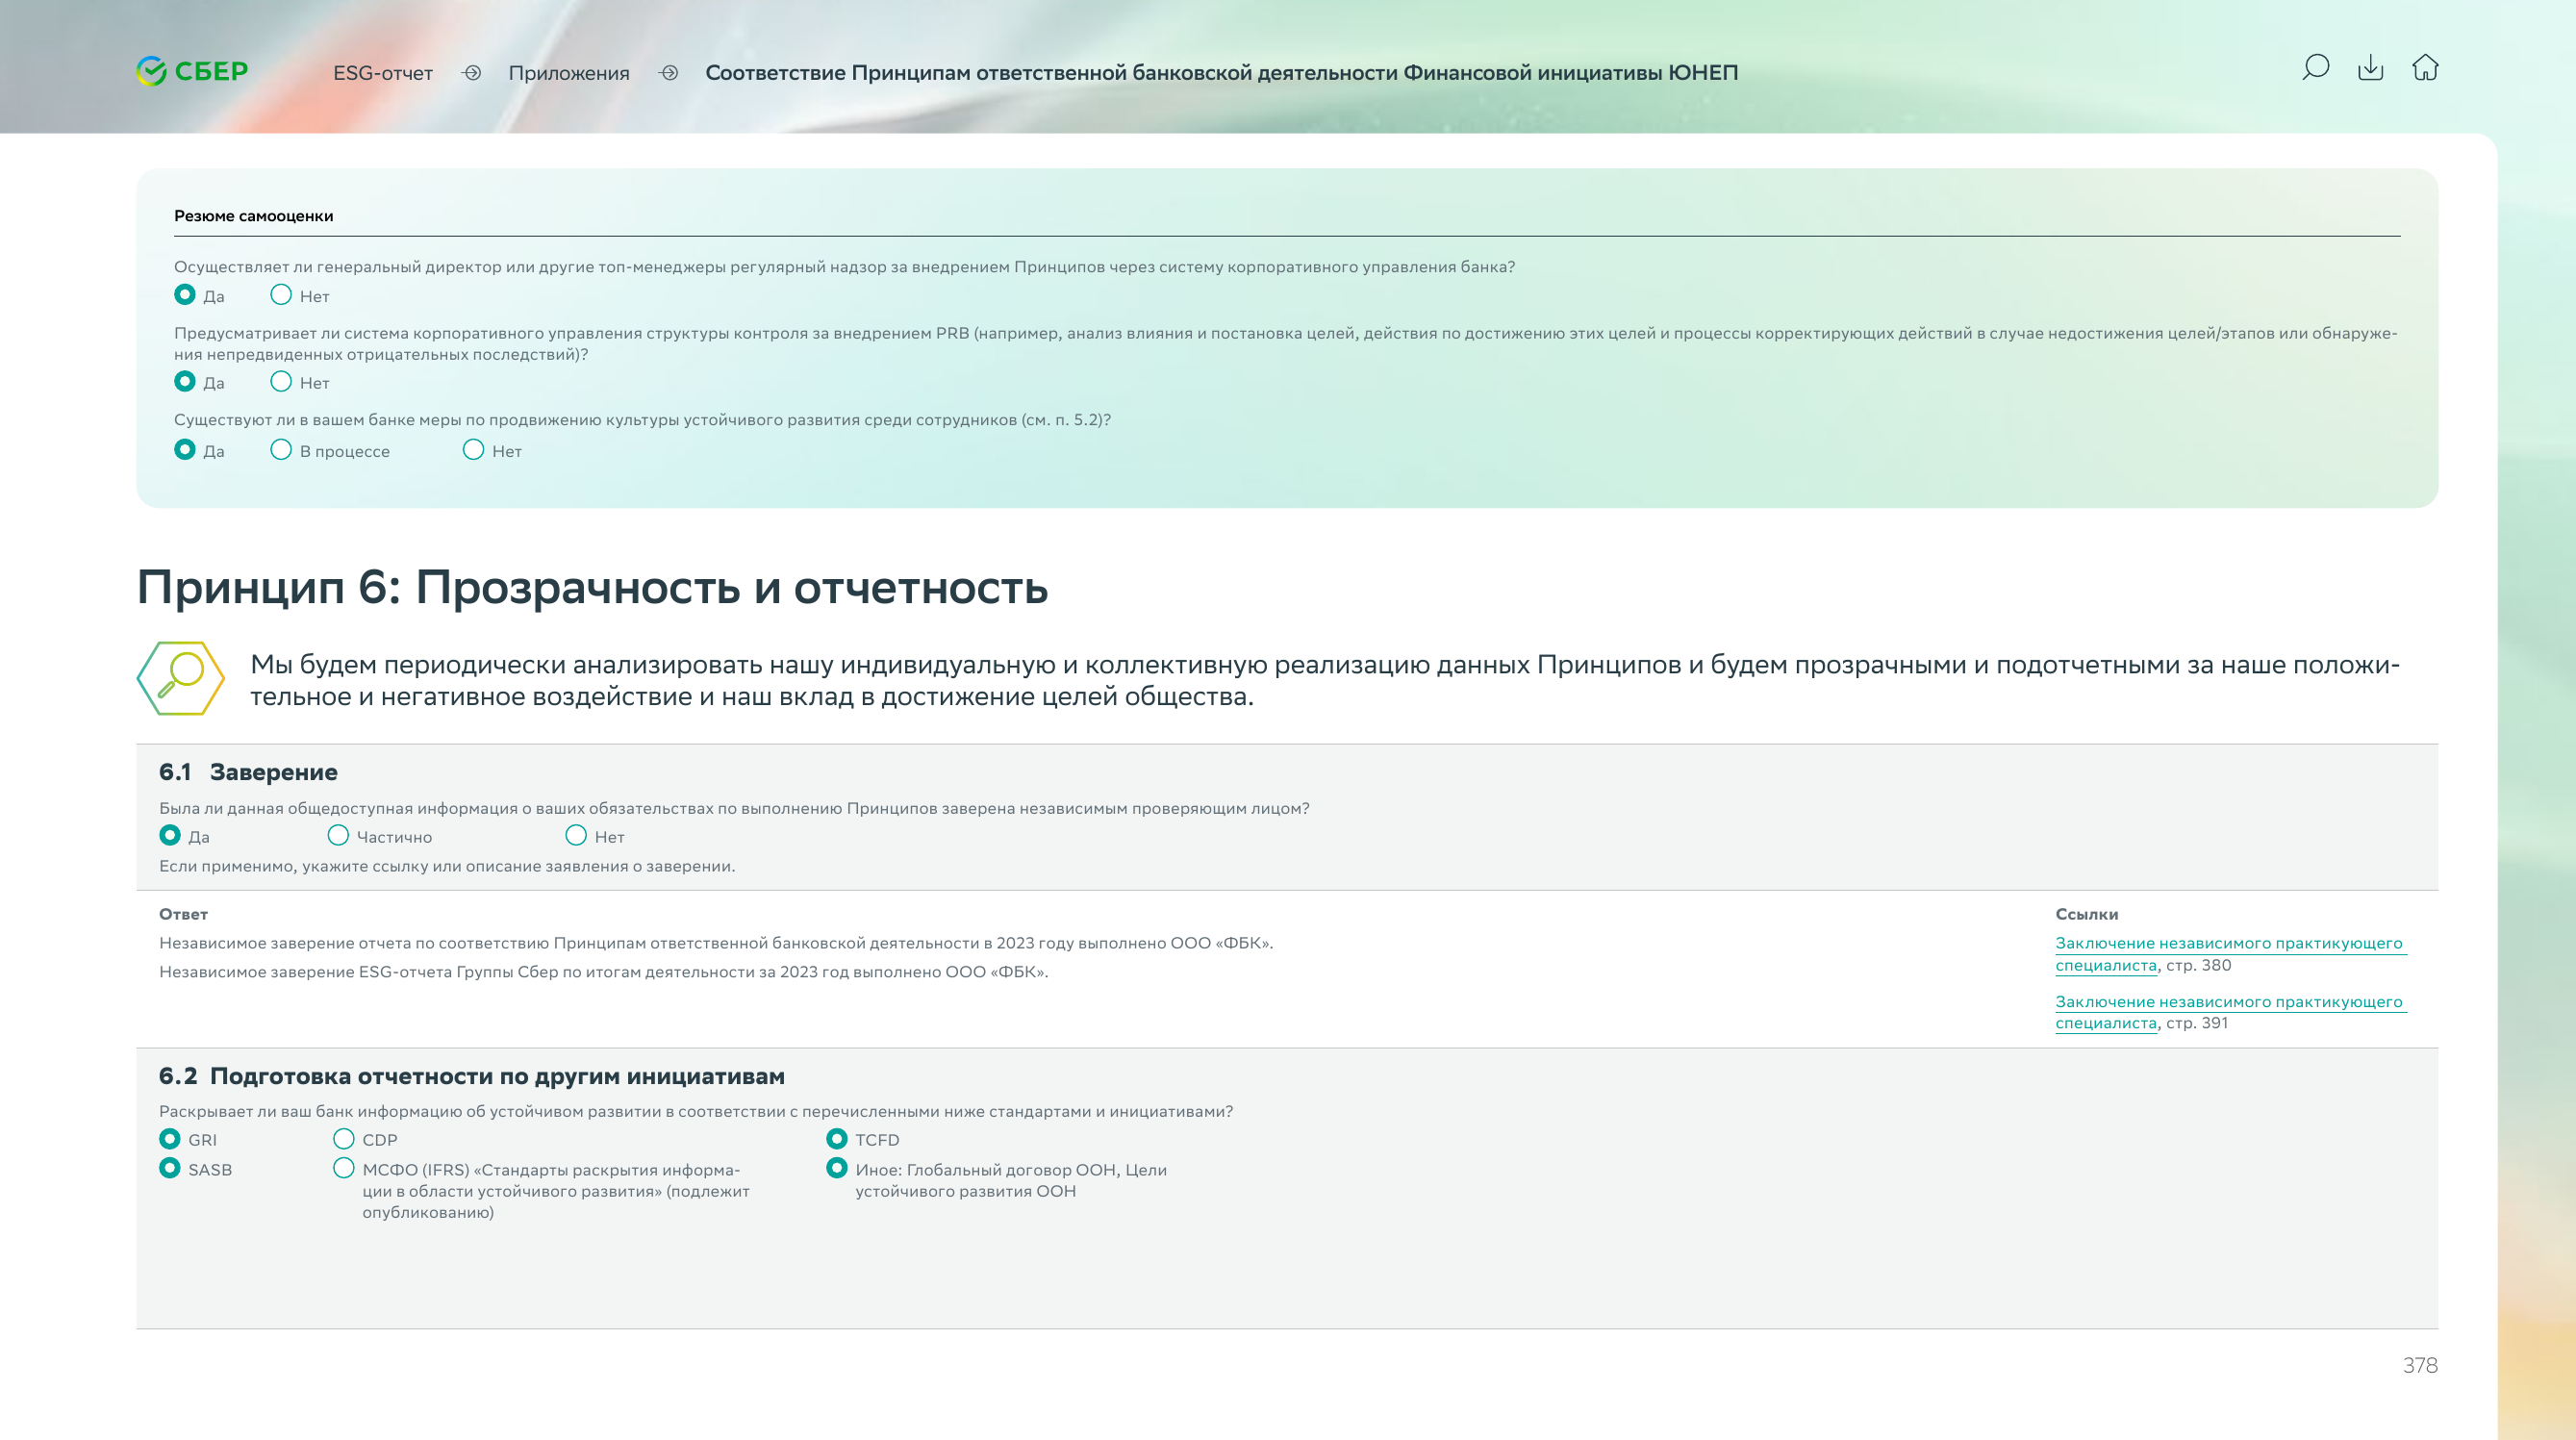 СБЕР
ESG-отчет
Приложения
Соответствие Принципам ответственной банковской деятельности Финансовой инициативы ЮНЕП
Резюме самооценки
Осуществляет ли генеральный директор или другие топ-менеджеры регулярный надзор за внедрением Принципов через систему корпоративного управления банка?
Да Нет
Предусматривает ли система корпоративного управления структуры контроля за внедрением PRB (например, анализ влияния и постановка целей, действия по достижению этих целей и процессы корректирующих действий в случае недостижения целей/этапов или обнаруже-
ния непредвиденных отрицательных последствий)?
Да Нет
Существуют ли в вашем банке меры по продвижению культуры устойчивого развития среди сотрудников (см. п. 5.2)?
Да В процессе Нет
Принцип 6: Прозрачность и отчетность
Мы будем периодически анализировать нашу индивидуальную и коллективную реализацию данных Принципов и будем прозрачными и подотчетными за наше положи-
тельное и негативное воздействие и наш вклад в достижение целей общества.
6.1 Заверение
Была ли данная общедоступная информация о ваших обязательствах по выполнению Принципов заверена независимым проверяющим лицом?
Да Частично Нет
Если применимо, укажите ссылку или описание заявления о заверении.
Ответ
Независимое заверение отчета по соответствию Принципам ответственной банковской деятельности в 2023 году выполнено ООО «ФБК».
Независимое заверение ESG-отчета Группы Сбер по итогам деятельности за 2023 год выполнено ООО «ФБК».
Ссылки
Заключение независимого практикующего
специалиста, стр. 380
Заключение независимого практикующего
специалиста, стр. 391
6.2 Подготовка отчетности по другим инициативам
Раскрывает ли ваш банк информацию об устойчивом развитии в соответствии с перечисленными ниже стандартами и инициативами?
GRI
SASB
CDP
МСФО (IFRS) «Стандарты раскрытия информа-
ции в области устойчивого развития» (подлежит
опубликованию)
TCFD
Иное: Глобальный договор ООН, Цели
устойчивого развития ООН
378